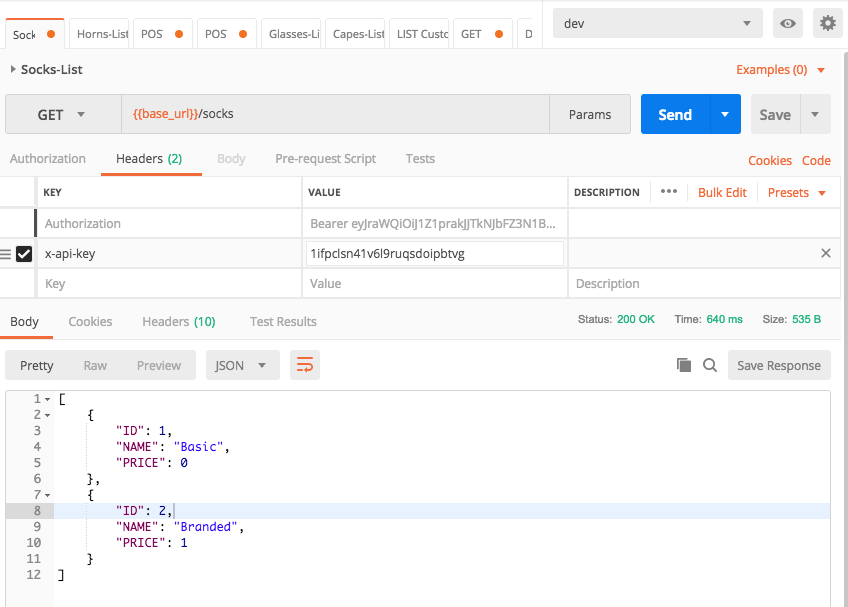 Sock Horns-List POS POS Glasses-Li Capes-List LIST Custo GET D dev
Socks-List Examples (0)
GET {{base_url}}/socks Params Send Save
Authorization Headers (2) Body Pre-request Script Tests Cookies Code
KEY VALUE DESCRIPTION ••• Bulk Edit Presets
Authorization Bearer eyJraWQiOiJ1Z1prakJJTkNJbFZ3N1B...
x-api-key 1ifpclsn41v6l9ruqsdoipbtvg
Key Value Description
Body Cookies Headers (10) Test Results Status: 200 OK Time: 640 ms Size: 535 B
Pretty Raw Preview JSON Save Response
1 [
2 {
3 "ID": 1,
4 "NAME": "Basic",
5 "PRICE": 0
6 },
7 {
8 "ID": 2,
9 "NAME": "Branded",
10 "PRICE": 1
11 }
12 ]